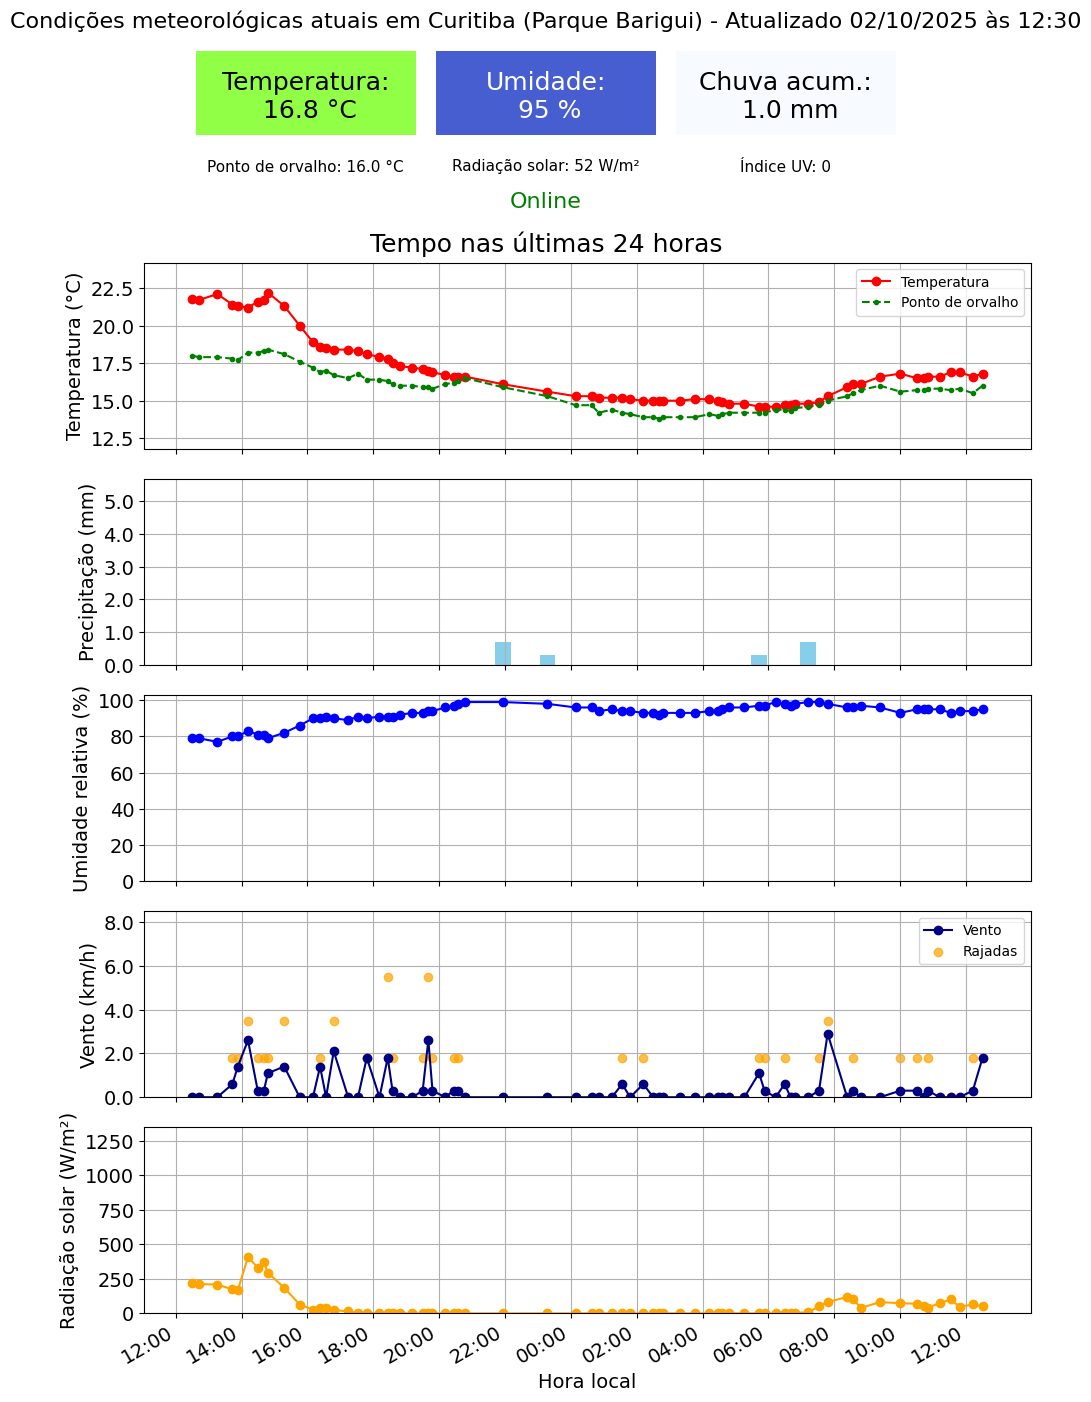 Condições meteorológicas atuais em Curitiba (Parque Barigui) - Atualizado 02/10/2025 às 12:30
Temperatura:
16.8 °C
Umidade:
95 %
Chuva acum.:
1.0 mm
Ponto de orvalho: 16.0 °C
Radiação solar: 52 W/m²
Índice UV: 0
Online
Tempo nas últimas 24 horas
Temperatura (°C)
22.5
20.0
17.5
15.0
12.5
Temperatura
Ponto de orvalho
Precipitação (mm)
5.0
4.0
3.0
2.0
1.0
0.0
Umidade relativa (%)
100
80
60
40
20
0
Vento (km/h)
8.0
6.0
4.0
2.0
0.0
Vento
Rajadas
Radiação solar (W/m²)
1250
1000
750
500
250
0
12:00
14:00
16:00
18:00
20:00
22:00
00:00
02:00
04:00
06:00
08:00
10:00
12:00
Hora local